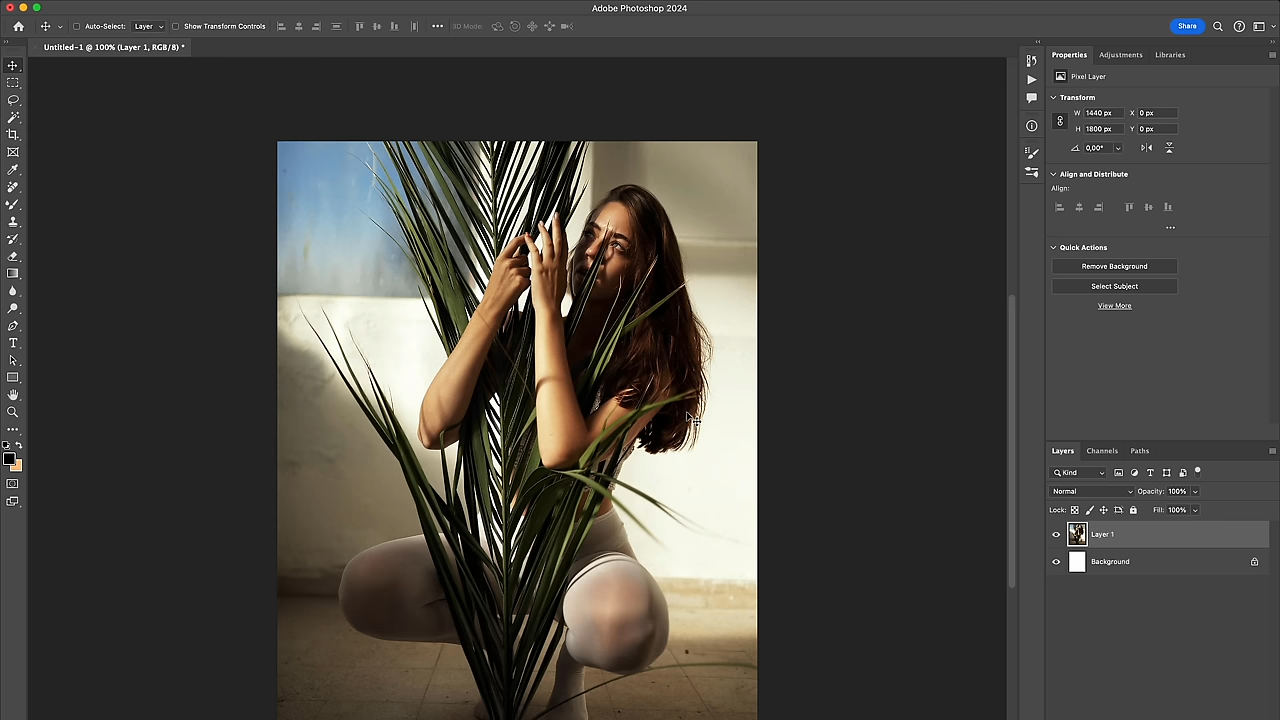 Adobe Photoshop 2024
Auto-Select: Layer Show Transform Controls 3D Mode: Share
Untitled-1 @ 100% (Layer 1, RGB/8) *
Properties Adjustments Libraries
Pixel Layer
Transform
W 1440 px X 0 px
H 1800 px Y 0 px
0,00°
Align and Distribute
Align:
Quick Actions
Remove Background
Select Subject
View More
Layers Channels Paths
Kind
Normal Opacity: 100%
Lock: Fill: 100%
Layer 1
Background